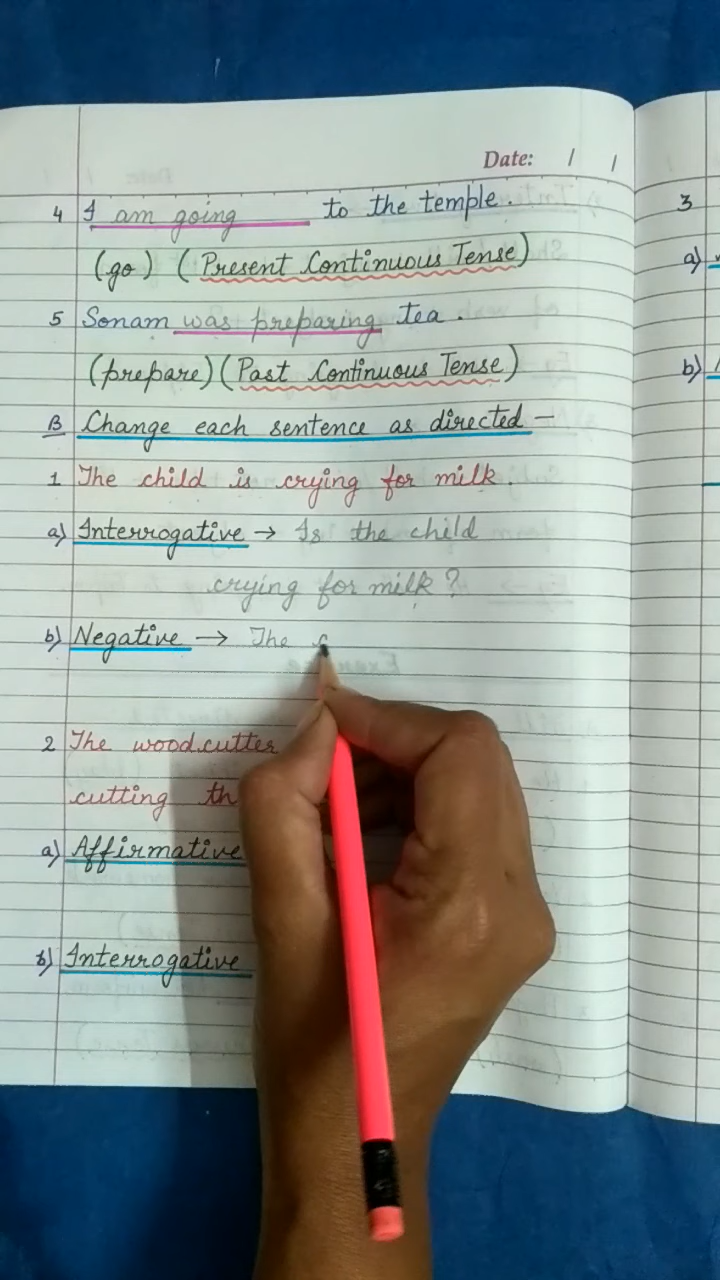 Date: / /
4 I am going to the temple.
(go) (Present Continuous Tense)
5 Sonam was preparing tea.
(prepare) (Past Continuous Tense)
B Change each sentence as directed –
1 The child is crying for milk.
a) Interrogative → Is the child
crying for milk?
b) Negative → The
2 The woodcutter
cutting th
a) Affirmative
b) Interrogative
3
a)
b)